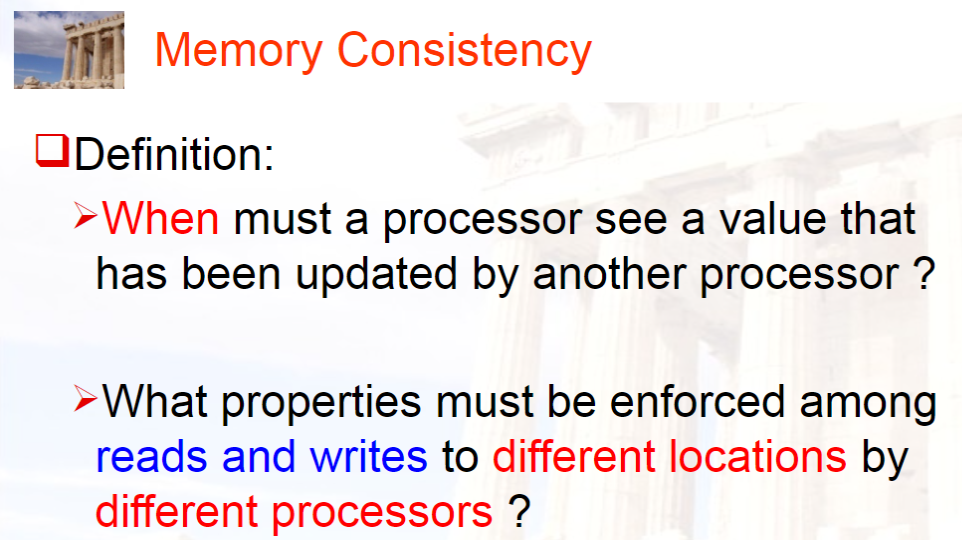 Memory Consistency
Definition:
When must a processor see a value that
has been updated by another processor ?
What properties must be enforced among
reads and writes to different locations by
different processors ?